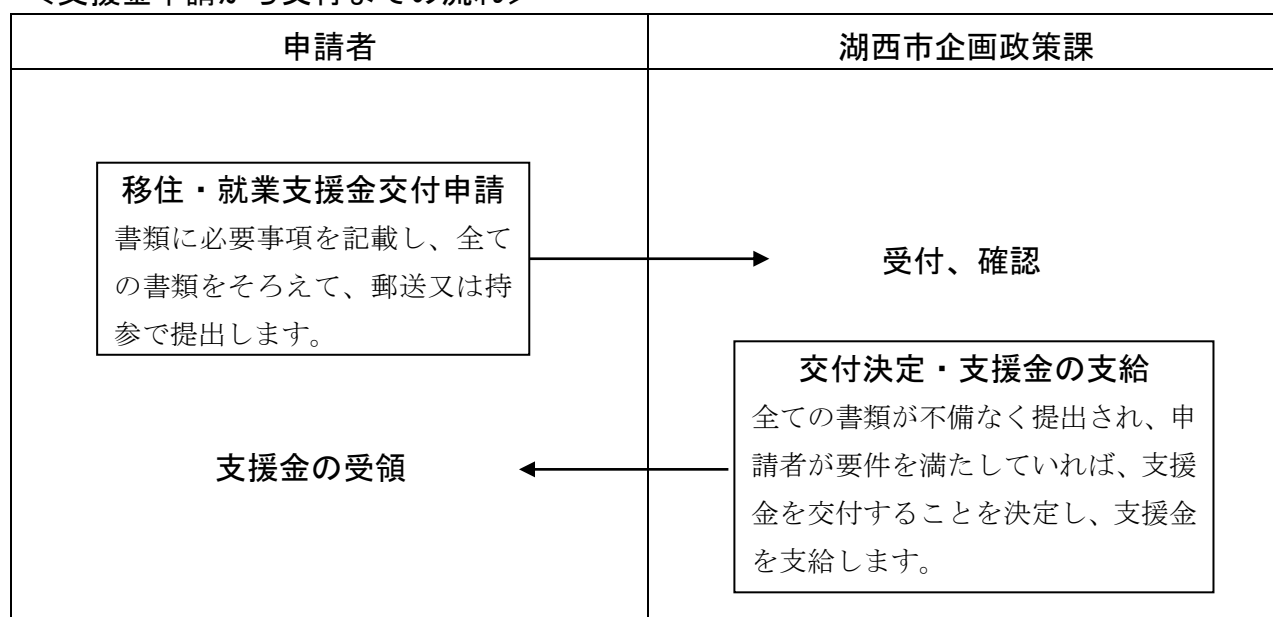 <支援金申請から交付までの流れ>
申請者
湖西市企画政策課
移住・就業支援金交付申請
書類に必要事項を記載し、全て
の書類をそろえて、郵送又は持
参で提出します。
受付、確認
交付決定・支援金の支給
全ての書類が不備なく提出され、申
請者が要件を満たしていれば、支援
金を交付することを決定し、支援金
を支給します。
支援金の受領